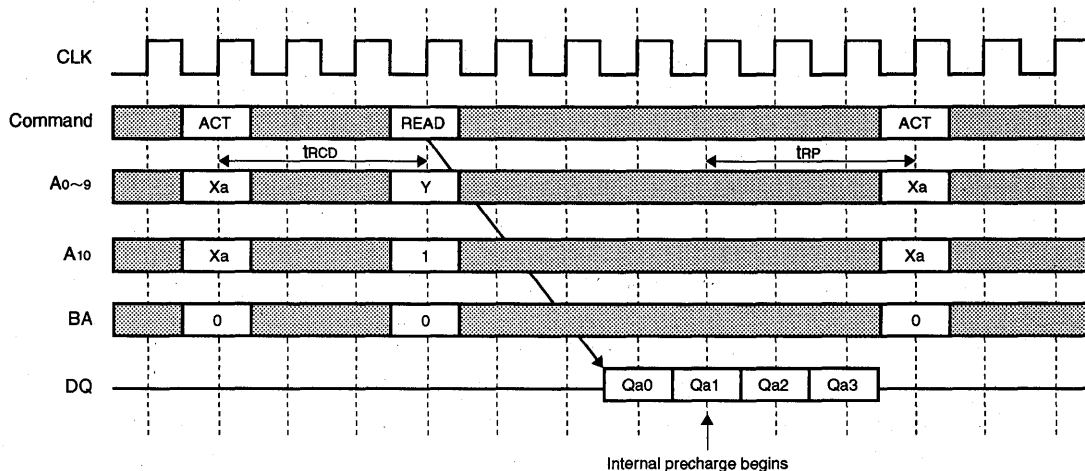 CLK
Command ACT READ ACT
tRCD tRP
A0~9 Xa Y Xa
A10 Xa 1 Xa
BA 0 0 0
DQ Qa0 Qa1 Qa2 Qa3
Internal precharge begins